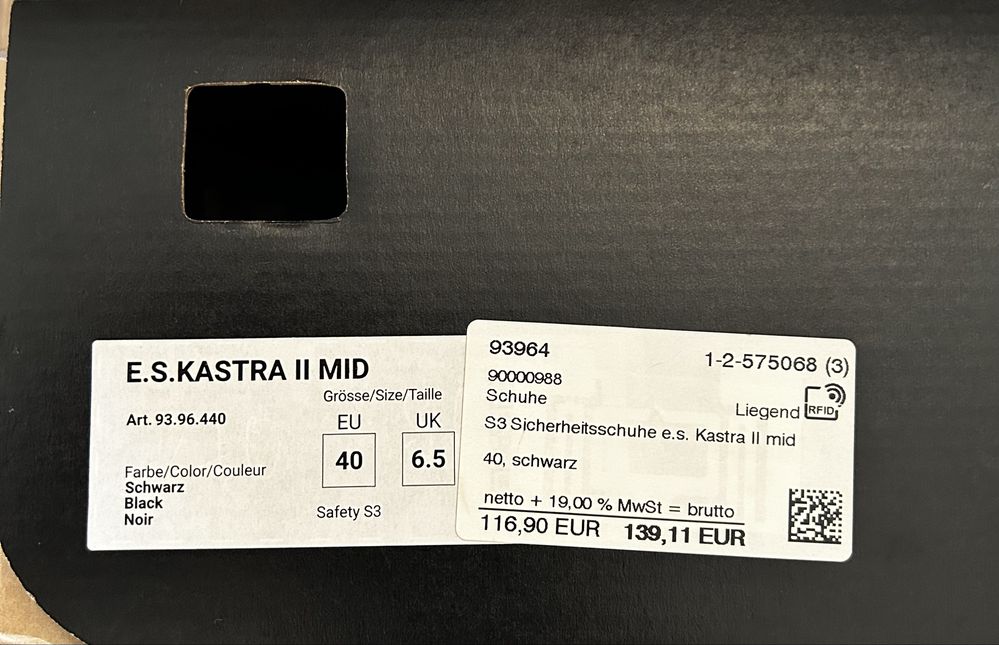 E.S.KASTRA II MID
Grösse/Size/Taille
Art. 93.96.440
EU UK
40 6.5
Farbe/Color/Couleur
Schwarz
Black
Noir
Safety S3
93964
1-2-575068 (3)
90000988
Schuhe
Liegend RFID
S3 Sicherheitsschuhe e.s. Kastra II mid
40, schwarz
netto + 19,00 % MwSt = brutto
116,90 EUR 139,11 EUR